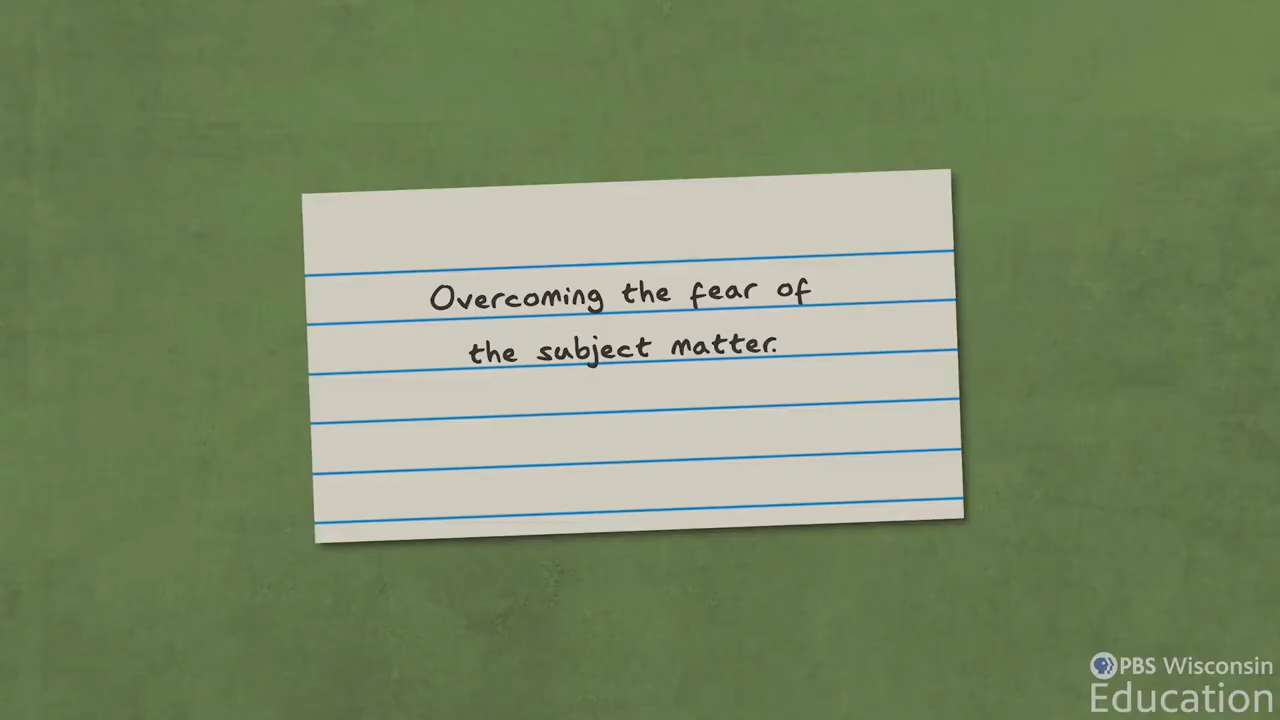 Overcoming the fear of
the subject matter.
PBS Wisconsin
Education